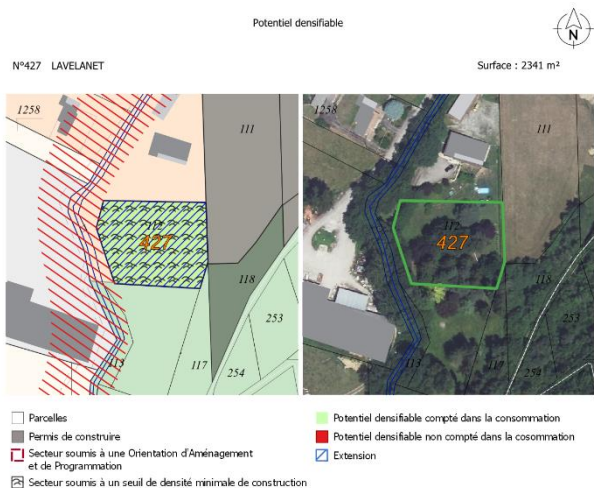 Potentiel densifiable
N
N°427 LAVELANET
Surface : 2341 m²
1258
111
427
118
253
113
117
254
1258
111
427
118
253
113
117
254
Parcelles
Permis de construire
Secteur soumis à une Orientation d'Aménagement
et de Programmation
Secteur soumis à un seuil de densité minimale de construction
Potentiel densifiable compté dans la consommation
Potentiel densifiable non compté dans la cosommation
Extension